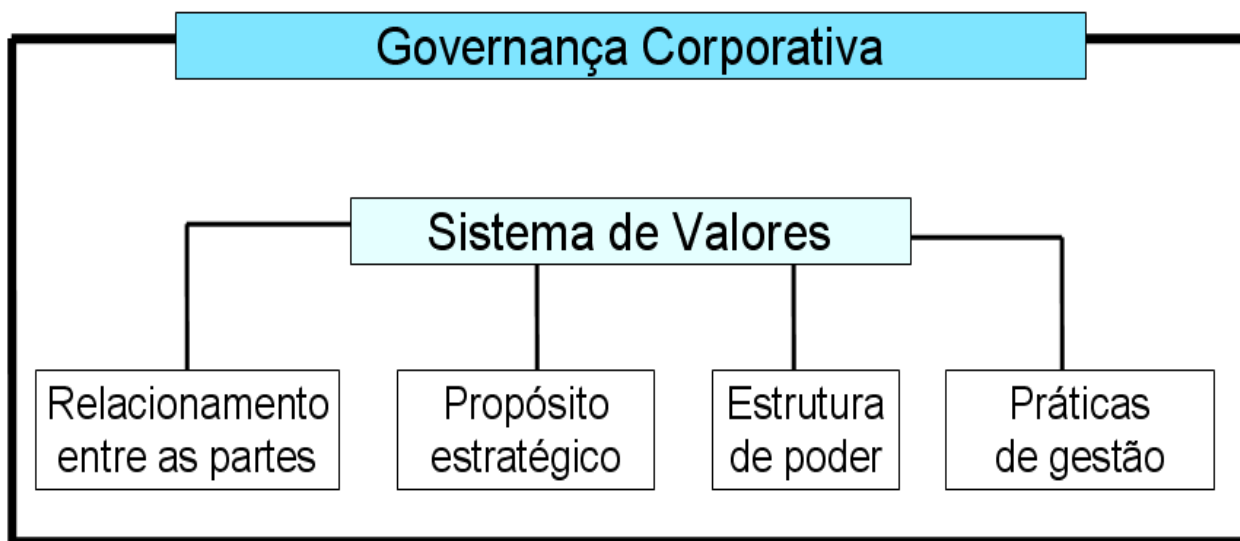 Governança Corporativa
Sistema de Valores
Relacionamento
entre as partes
Propósito
estratégico
Estrutura
de poder
Práticas
de gestão